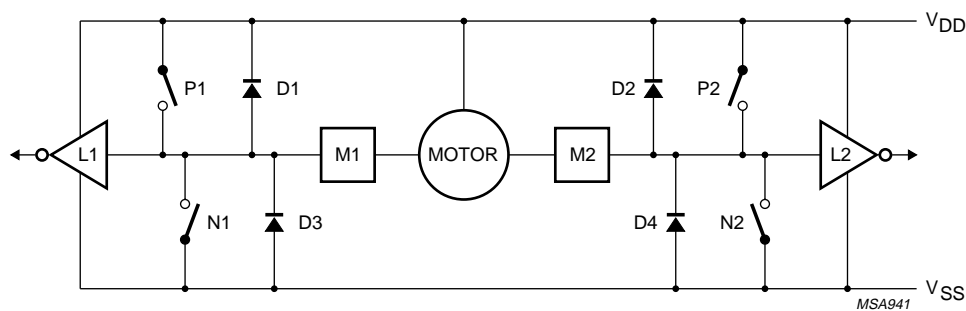 VDD
P1 D1 D2 P2
L1 M1 MOTOR M2 L2
N1 D3 D4 N2
VSS
MSA941